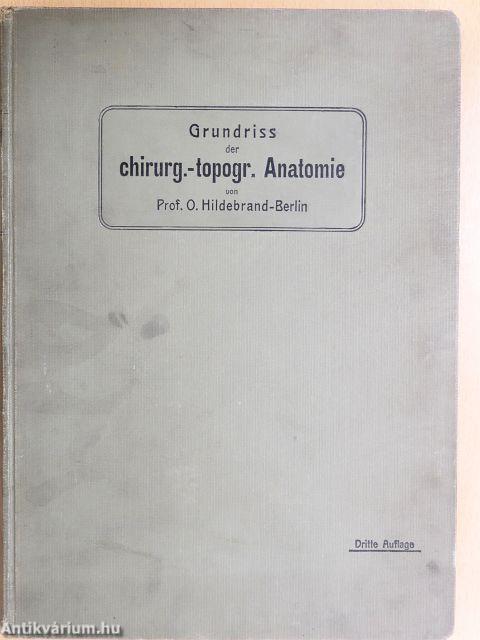 Grundriss
der
chirurg.-topogr. Anatomie
von
Prof. O. Hildebrand-Berlin
Dritte Auflage
Antikvárium.hu